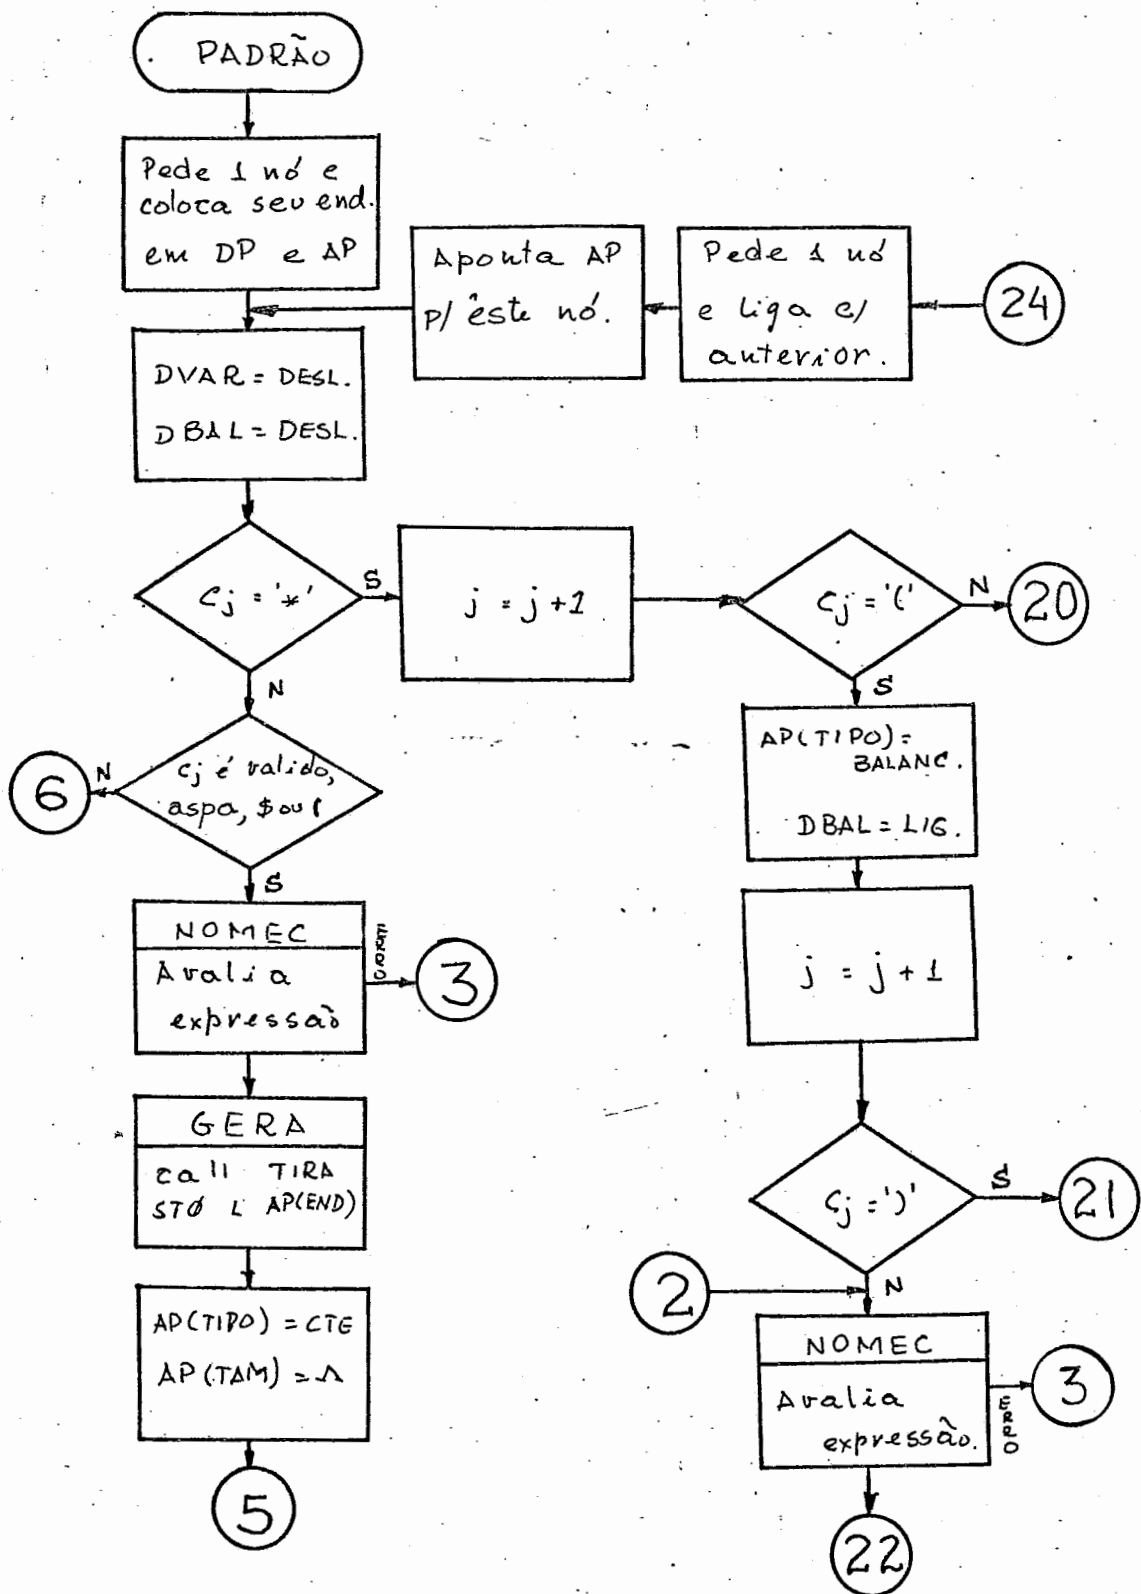 PADRÃO
Pede 1 nó e
coloca seu end.
em DP e AP
Aponta AP
p/ êste nó.
Pede 1 nó
e liga c/
anterior.
24
DVAR = DESL.
DBAL = DESL.
Cj = '*'
S
j = j+1
Cj = '('
N
20
N
S
Cj é valido,
aspa, $ ou (
N
6
S
AP(TIPO) =
BALANC.
DBAL = LIG.
NOMEC
Avalia
expressão
ERRO
3
j = j + 1
GERA
call TIRA
STØ L AP(END)
Cj = ')'
S
21
N
2
AP(TIPO) = CTE
AP(TAM) = Λ
NOMEC
Avalia
expressão.
ERRO
3
5
22